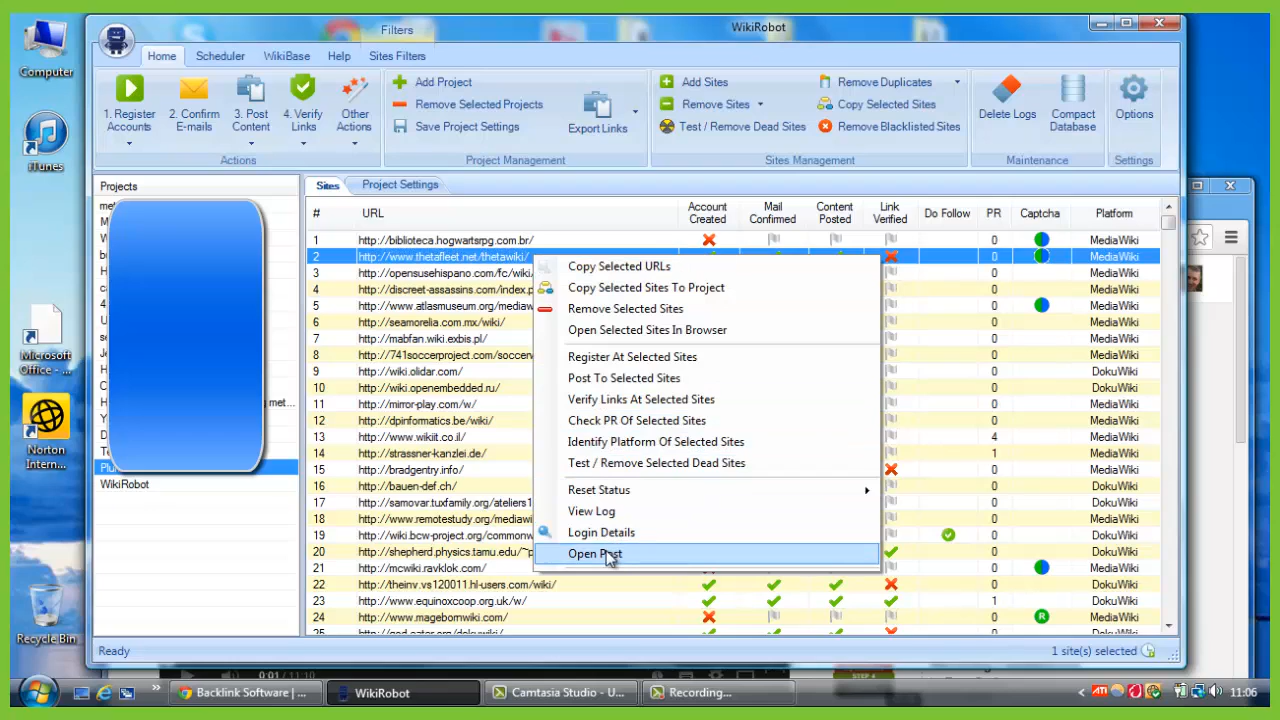 Computer
iTunes
Microsoft
Office - ...
Norton
Intern...
Recycle Bin
Filters
WikiRobot
Home
Scheduler
WikiBase
Help
Sites Filters
1. Register
Accounts
2. Confirm
E-mails
3. Post
Content
4. Verify
Links
Other
Actions
Actions
Add Project
Remove Selected Projects
Save Project Settings
Export Links
Project Management
Add Sites
Remove Sites
Test / Remove Dead Sites
Remove Duplicates
Copy Selected Sites
Remove Blacklisted Sites
Sites Management
Delete Logs
Compact
Database
Maintenance
Options
Settings
Projects
WikiRobot
Sites
Project Settings
# URL Account Created Mail Confirmed Content Posted Link Verified Do Follow PR Captcha Platform
1 http://biblioteca.hogwartsrpg.com.br/ 0 MediaWiki
2 http://www.thetafleet.net/thetawiki/ 0 MediaWiki
3 http://opensusehispano.com/fc/wiki/ 0 MediaWiki
4 http://discreet-assassins.com/index.p 0 MediaWiki
5 http://www.atlasmuseum.org/mediaw 0 MediaWiki
6 http://seamorelia.com.mx/wiki/ 0 MediaWiki
7 http://mabfan.wiki.exbis.pl/ 0 MediaWiki
8 http://741soccerproject.com/soccer 0 MediaWiki
9 http://wiki.olidar.com/ 0 DokuWiki
10 http://wiki.openembedded.ru/ 0 DokuWiki
11 http://mirror-play.com/w/ 0 MediaWiki
12 http://dpinformatics.be/wiki/ 0 MediaWiki
13 http://www.wikiit.co.il/ 4 MediaWiki
14 http://strassner-kanzlei.de/ 1 MediaWiki
15 http://bradgentry.info/ 0 MediaWiki
16 http://bauen-def.ch/ 0 DokuWiki
17 http://samovar.tuxfamily.org/ateliers1 0 DokuWiki
18 http://www.remotestudy.org/mediawi 0 MediaWiki
19 http://wiki.bcw-project.org/commonw 0 DokuWiki
20 http://shepherd.physics.tamu.edu/~p 0 DokuWiki
21 http://mcwiki.ravklok.com/ 0 MediaWiki
22 http://theinv.vs120011.hl-users.com/wiki/ 0 DokuWiki
23 http://www.equinoxcoop.org.uk/w/ 1 DokuWiki
24 http://www.magebornwiki.com/ 0 MediaWiki
Copy Selected URLs
Copy Selected Sites To Project
Remove Selected Sites
Open Selected Sites In Browser
Register At Selected Sites
Post To Selected Sites
Verify Links At Selected Sites
Check PR Of Selected Sites
Identify Platform Of Selected Sites
Test / Remove Selected Dead Sites
Reset Status
View Log
Login Details
Open Post
Ready
1 site(s) selected
0:01 / 11:10
Backlink Software | ...
WikiRobot
Camtasia Studio - U...
Recording...
ATI
11:06